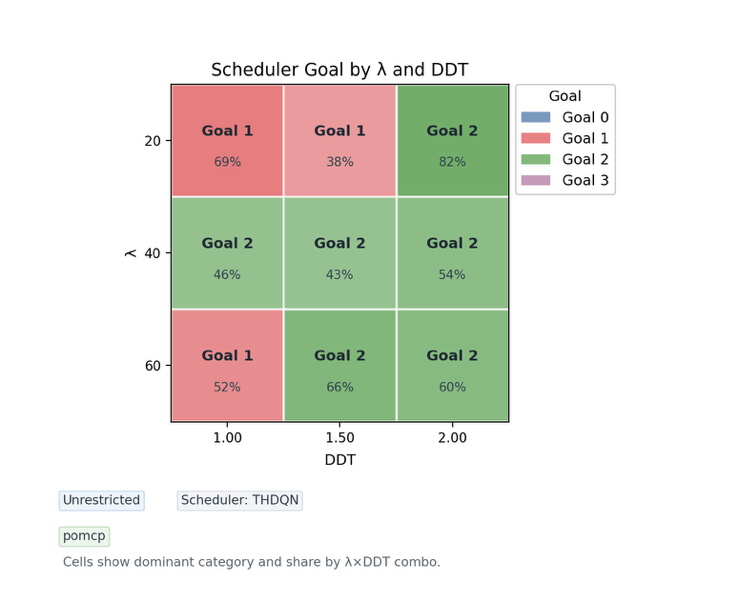 Scheduler Goal by λ and DDT
Goal
Goal 0
Goal 1
Goal 2
Goal 3
λ
20
Goal 1
69%
Goal 1
38%
Goal 2
82%
40
Goal 2
46%
Goal 2
43%
Goal 2
54%
60
Goal 1
52%
Goal 2
66%
Goal 2
60%
1.00 1.50 2.00
DDT
Unrestricted Scheduler: THDQN
pomcp
Cells show dominant category and share by λ×DDT combo.